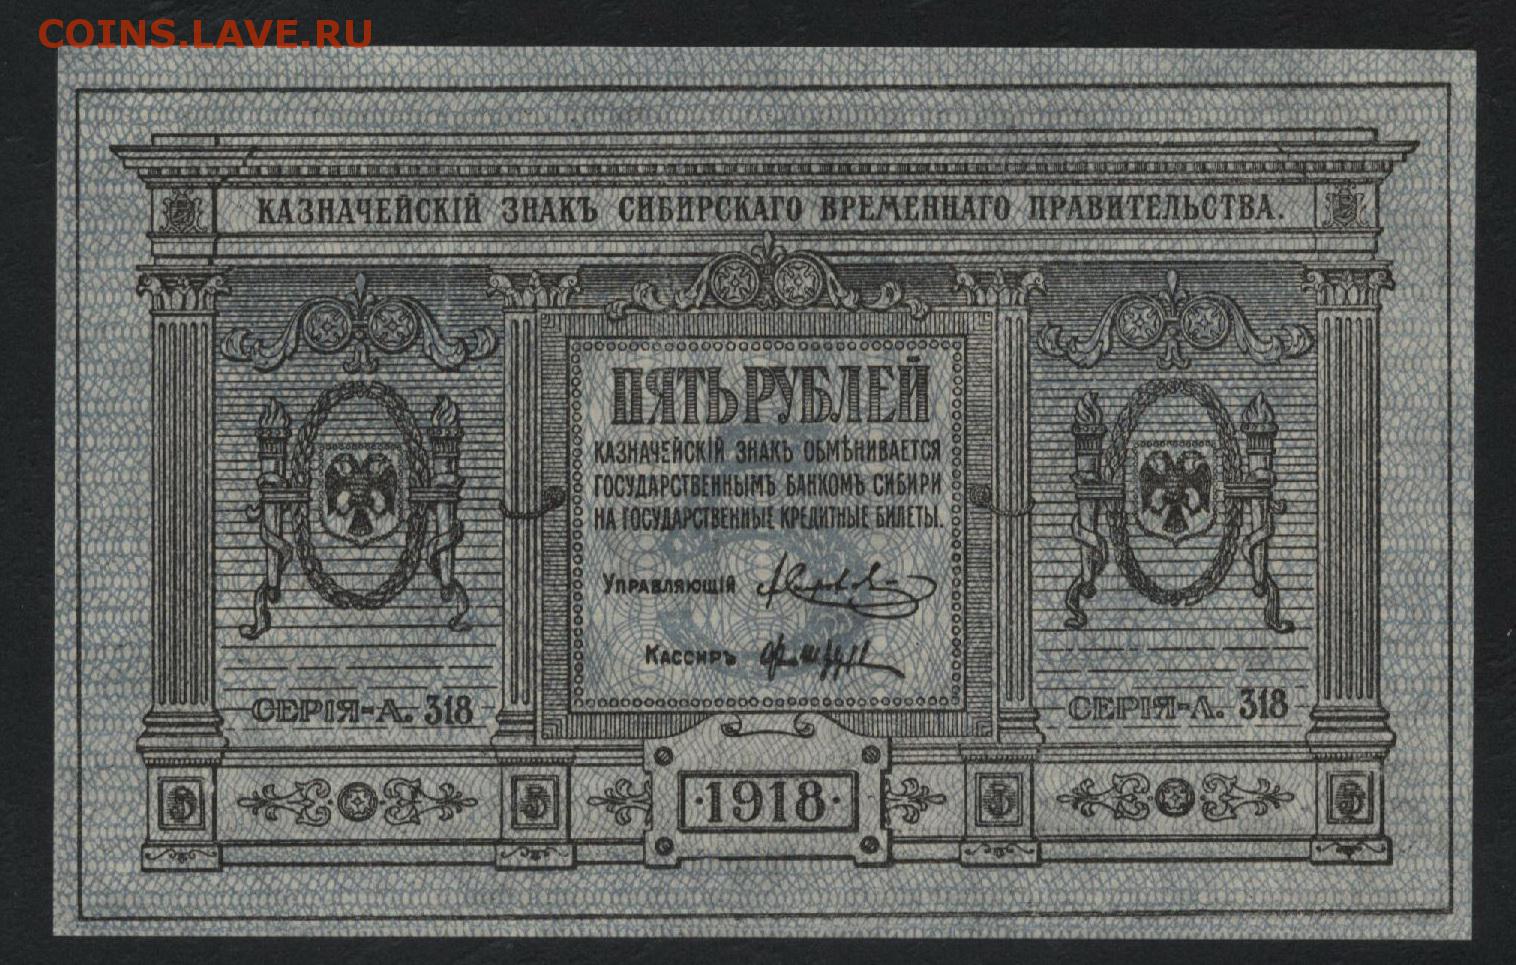 COINS.LAVE.RU
КАЗНАЧЕЙСКІЙ ЗНАКЪ СИБИРСКАГО ВРЕМЕННАГО ПРАВИТЕЛЬСТВА.
ПЯТЬ РУБЛЕЙ
КАЗНАЧЕЙСКІЙ ЗНАКЪ ОБМѢНИВАЕТСЯ
ГОСУДАРСТВЕННЫМЪ БАНКОМЪ СИБИРИ
НА ГОСУДАРСТВЕННЫЕ КРЕДИТНЫЕ БИЛЕТЫ.
УПРАВЛЯЮЩІЙ
КАССИРЪ
СЕРІЯ-А. 318
СЕРІЯ-А. 318
5
5
·1918·
5
5